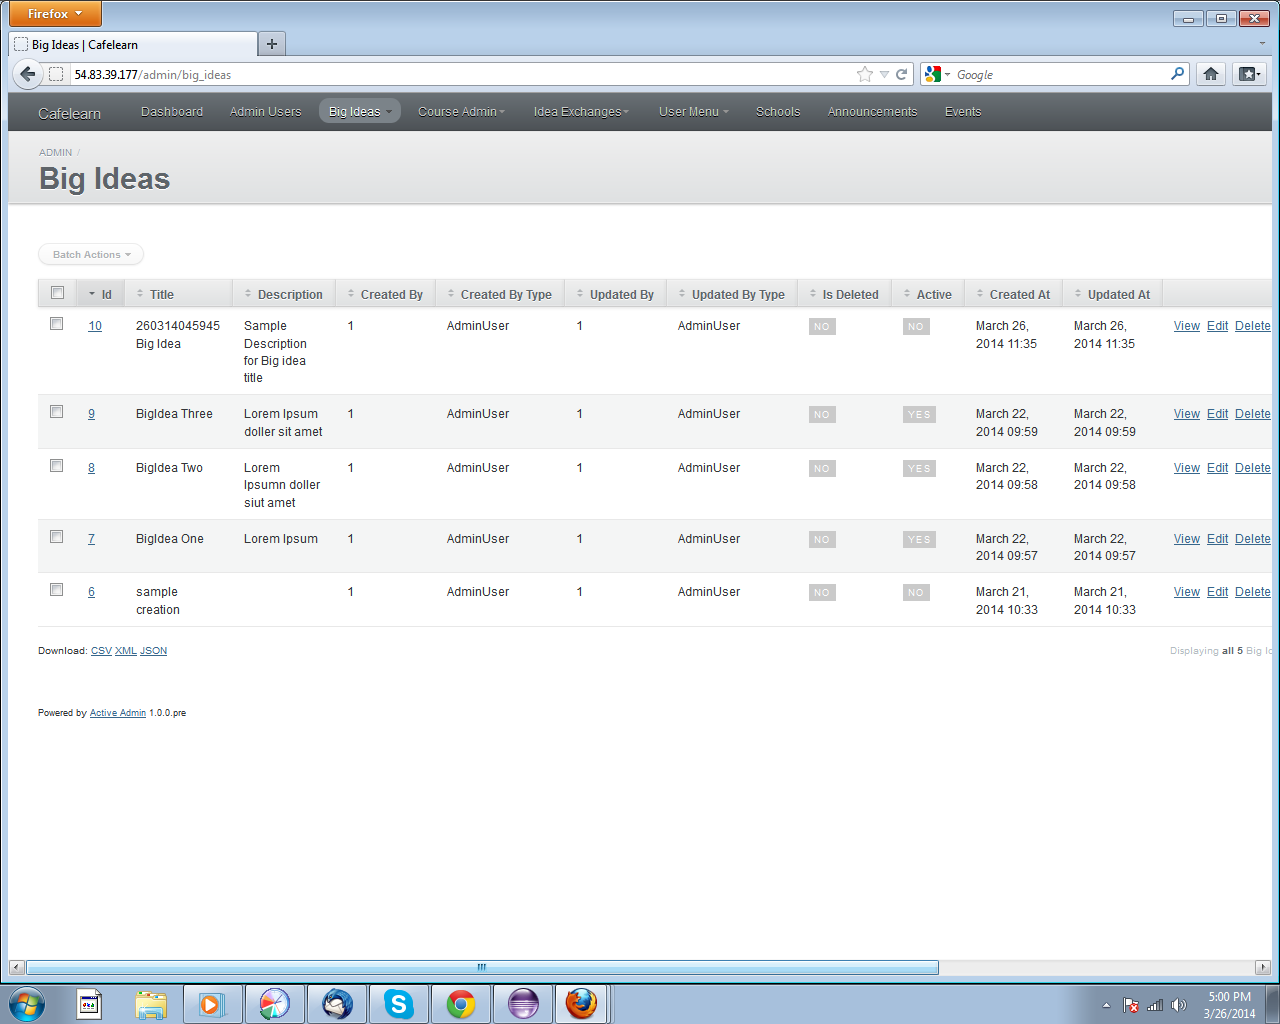 Firefox
Big Ideas | Cafelearn
54.83.39.177/admin/big_ideas
Google
Cafelearn Dashboard Admin Users Big Ideas Course Admin Idea Exchanges User Menu Schools Announcements Events
ADMIN /
Big Ideas
Batch Actions
Id Title Description Created By Created By Type Updated By Updated By Type Is Deleted Active Created At Updated At
10 260314045945 Sample 1 AdminUser 1 AdminUser NO NO March 26, March 26, View Edit Delete
Big Idea Description 2014 11:35 2014 11:35
for Big idea
title
9 BigIdea Three Lorem Ipsum 1 AdminUser 1 AdminUser NO YES March 22, March 22, View Edit Delete
doller sit amet 2014 09:59 2014 09:59
8 BigIdea Two Lorem 1 AdminUser 1 AdminUser NO YES March 22, March 22, View Edit Delete
Ipsumn doller 2014 09:58 2014 09:58
siut amet
7 BigIdea One Lorem Ipsum 1 AdminUser 1 AdminUser NO YES March 22, March 22, View Edit Delete
2014 09:57 2014 09:57
6 sample 1 AdminUser 1 AdminUser NO NO March 21, March 21, View Edit Delete
creation 2014 10:33 2014 10:33
Download: CSV XML JSON Displaying all 5 Big
Powered by Active Admin 1.0.0.pre
5:00 PM
3/26/2014